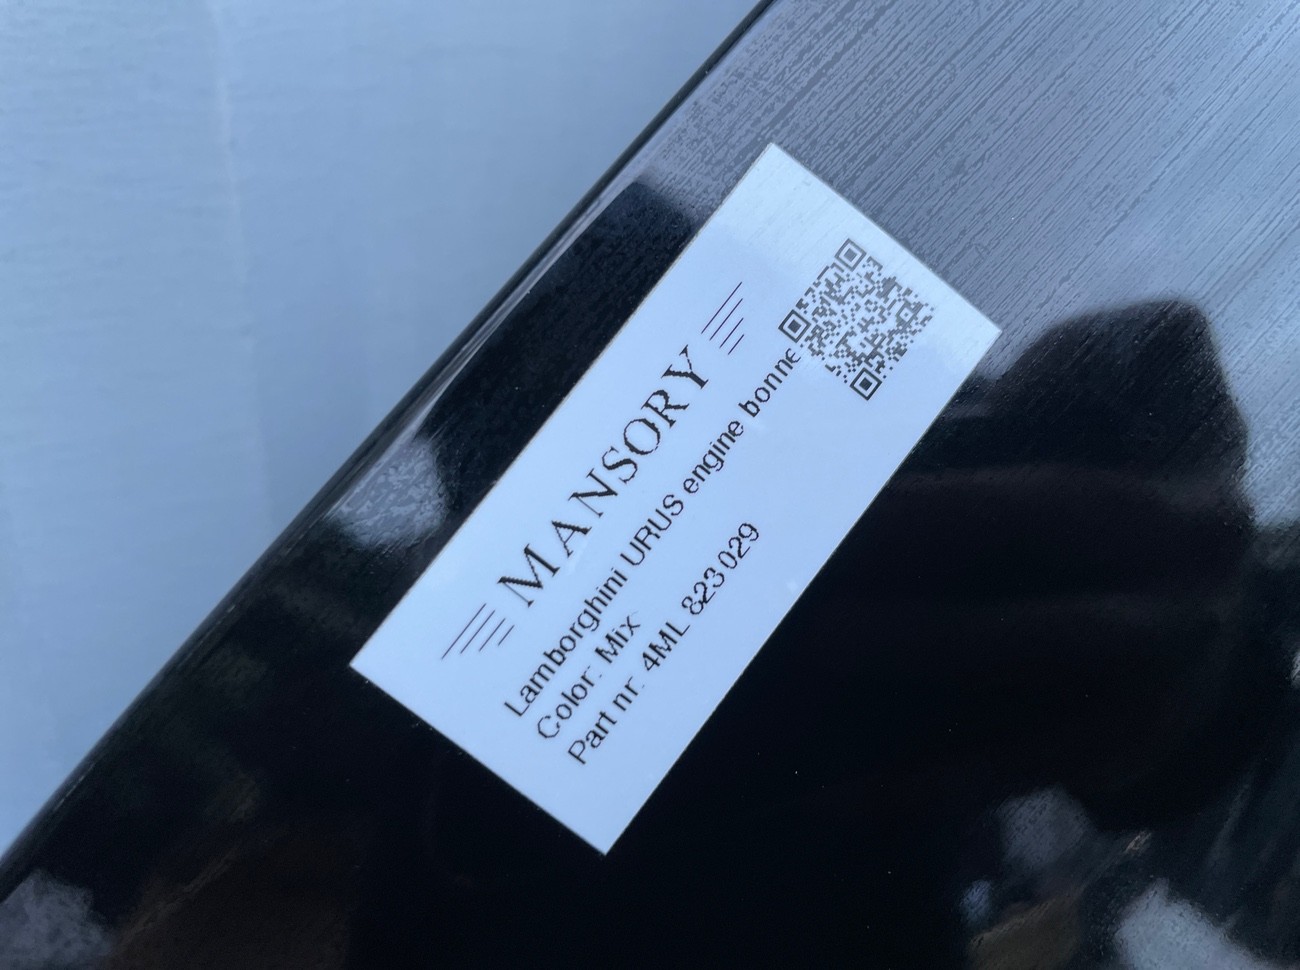 MANSORY
Lamborghini URUS engine bonne
Color: Mix
Part nr: 4ML 823 029